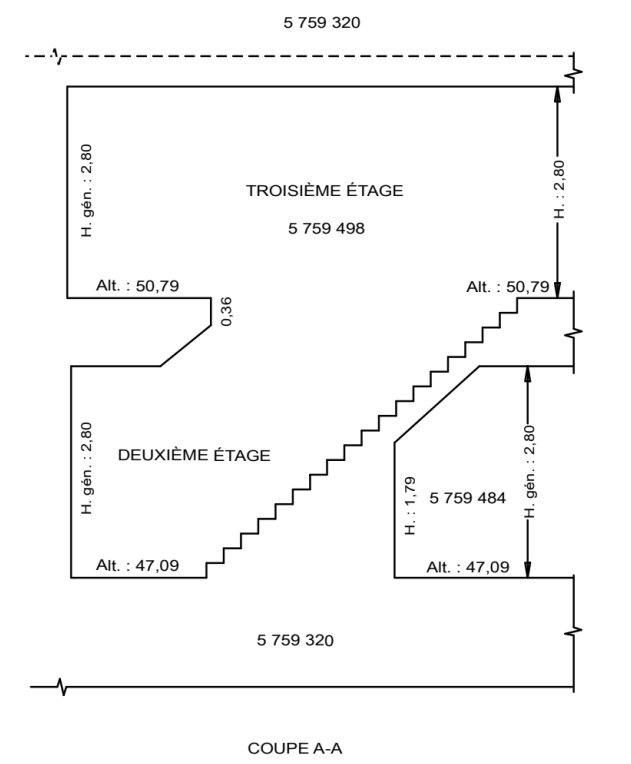 5 759 320
H. gén. : 2,80
TROISIÈME ÉTAGE
5 759 498
H. : 2,80
Alt. : 50,79
0,36
Alt. : 50,79
H. gén. : 2,80
DEUXIÈME ÉTAGE
H. : 1,79
5 759 484
H. gén. : 2,80
Alt. : 47,09
Alt. : 47,09
5 759 320
COUPE A-A